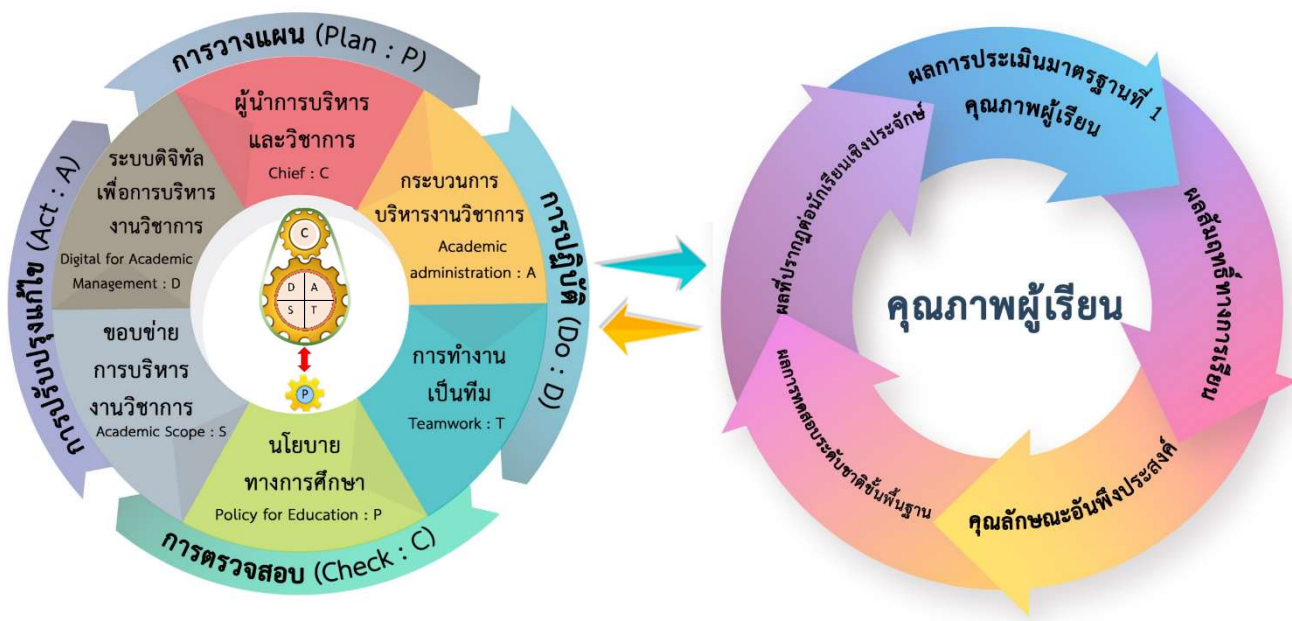 การวางแผน (Plan : P)
ผู้นำการบริหาร
และวิชาการ
Chief : C
กระบวนการ
บริหารงานวิชาการ
Academic
administration : A
การปฏิบัติ (Do : D)
การทำงาน
เป็นทีม
Teamwork : T
นโยบาย
ทางการศึกษา
Policy for Education : P
การตรวจสอบ (Check : C)
ขอบข่าย
การบริหาร
งานวิชาการ
Academic Scope : S
ระบบดิจิทัล
เพื่อการบริหาร
งานวิชาการ
Digital for Academic
Management : D
การปรับปรุงแก้ไข (Act : A)
C
D A
S T
P
ผลการประเมินมาตรฐานที่ 1
คุณภาพผู้เรียน
ผลสัมฤทธิ์ทางการเรียน
คุณลักษณะอันพึงประสงค์
ผลการทดสอบระดับชาติขั้นพื้นฐาน
ผลที่ปรากฏต่อนักเรียนเชิงประจักษ์
คุณภาพผู้เรียน